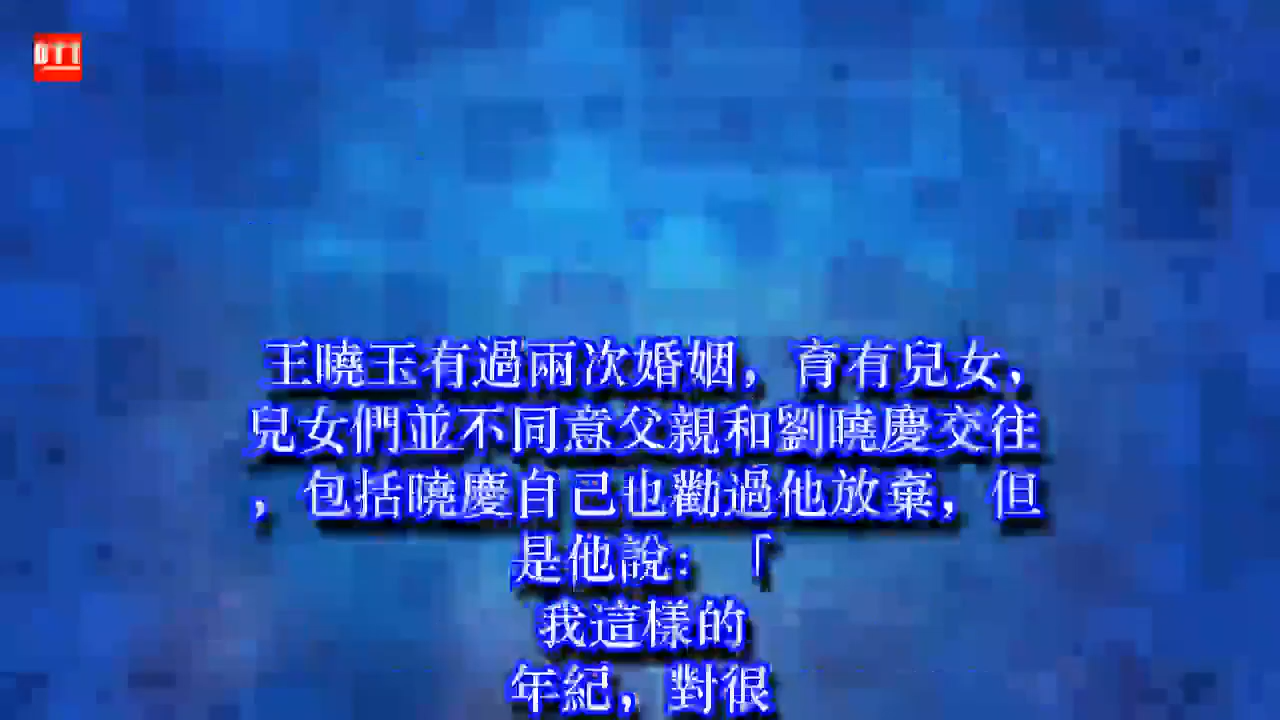 DTT
王曉玉有過兩次婚姻，育有兒女，
兒女們並不同意父親和劉曉慶交往
，包括曉慶自己也勸過他放棄，但
是他說：「
我這樣的
年紀，對很